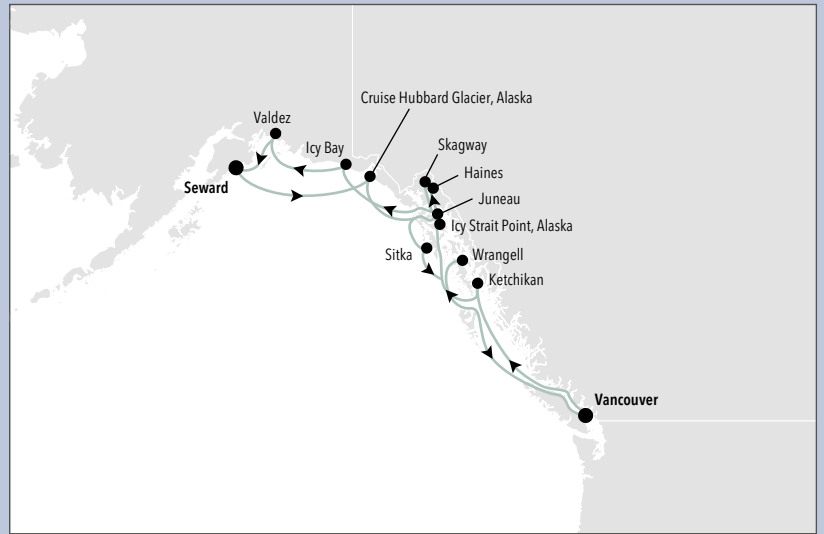 Cruise Hubbard Glacier, Alaska
Valdez
Icy Bay
Skagway
Haines
Seward
Juneau
Icy Strait Point, Alaska
Sitka
Wrangell
Ketchikan
Vancouver